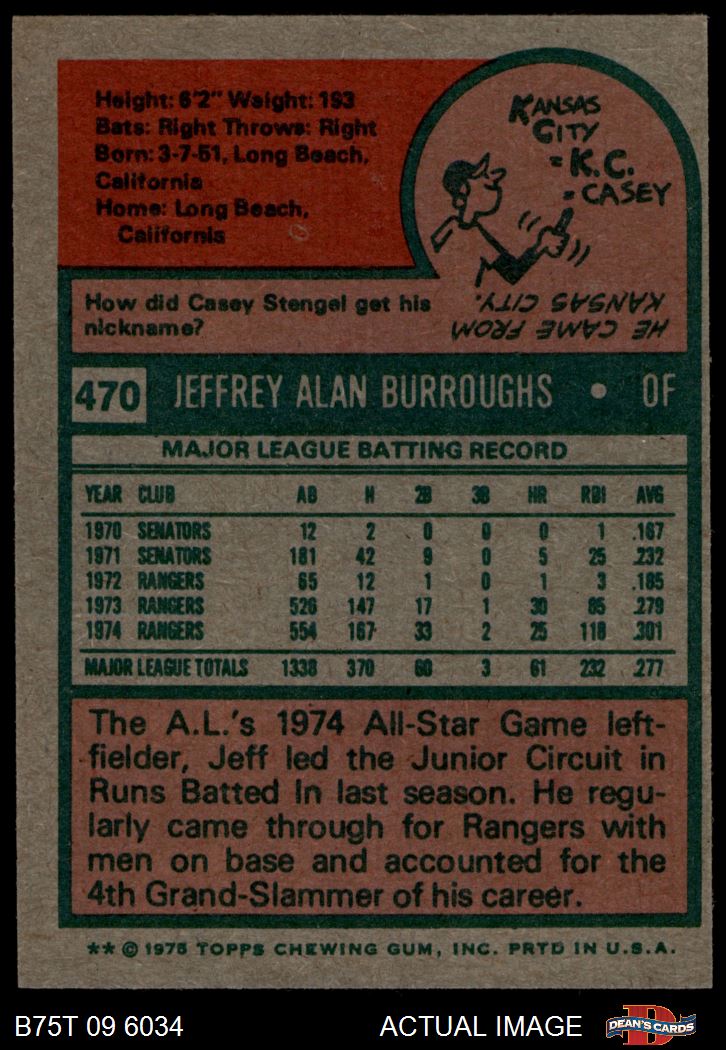 Height: 6'2" Weight: 193
Bats: Right Throws: Right
Born: 3-7-51, Long Beach,
California
Home: Long Beach,
California
KANSAS
CITY
= K.C.
= CASEY
How did Casey Stengel get his
nickname?
HE CAME FROM
KANSAS CITY.
470 JEFFREY ALAN BURROUGHS • OF
MAJOR LEAGUE BATTING RECORD
YEAR CLUB AB H 2B 3B HR RBI AVG
1970 SENATORS 12 2 0 0 0 1 .167
1971 SENATORS 181 42 9 0 5 25 .232
1972 RANGERS 65 12 1 0 1 3 .185
1973 RANGERS 526 147 17 1 30 85 .279
1974 RANGERS 554 167 33 2 25 118 .301
MAJOR LEAGUE TOTALS 1338 370 60 3 61 232 .277
The A.L.'s 1974 All-Star Game left-
fielder, Jeff led the Junior Circuit in
Runs Batted In last season. He regu-
larly came through for Rangers with
men on base and accounted for the
4th Grand-Slammer of his career.
** © 1975 TOPPS CHEWING GUM, INC. PRTD IN U.S.A.
B75T 09 6034 ACTUAL IMAGE DEAN'S CARDS